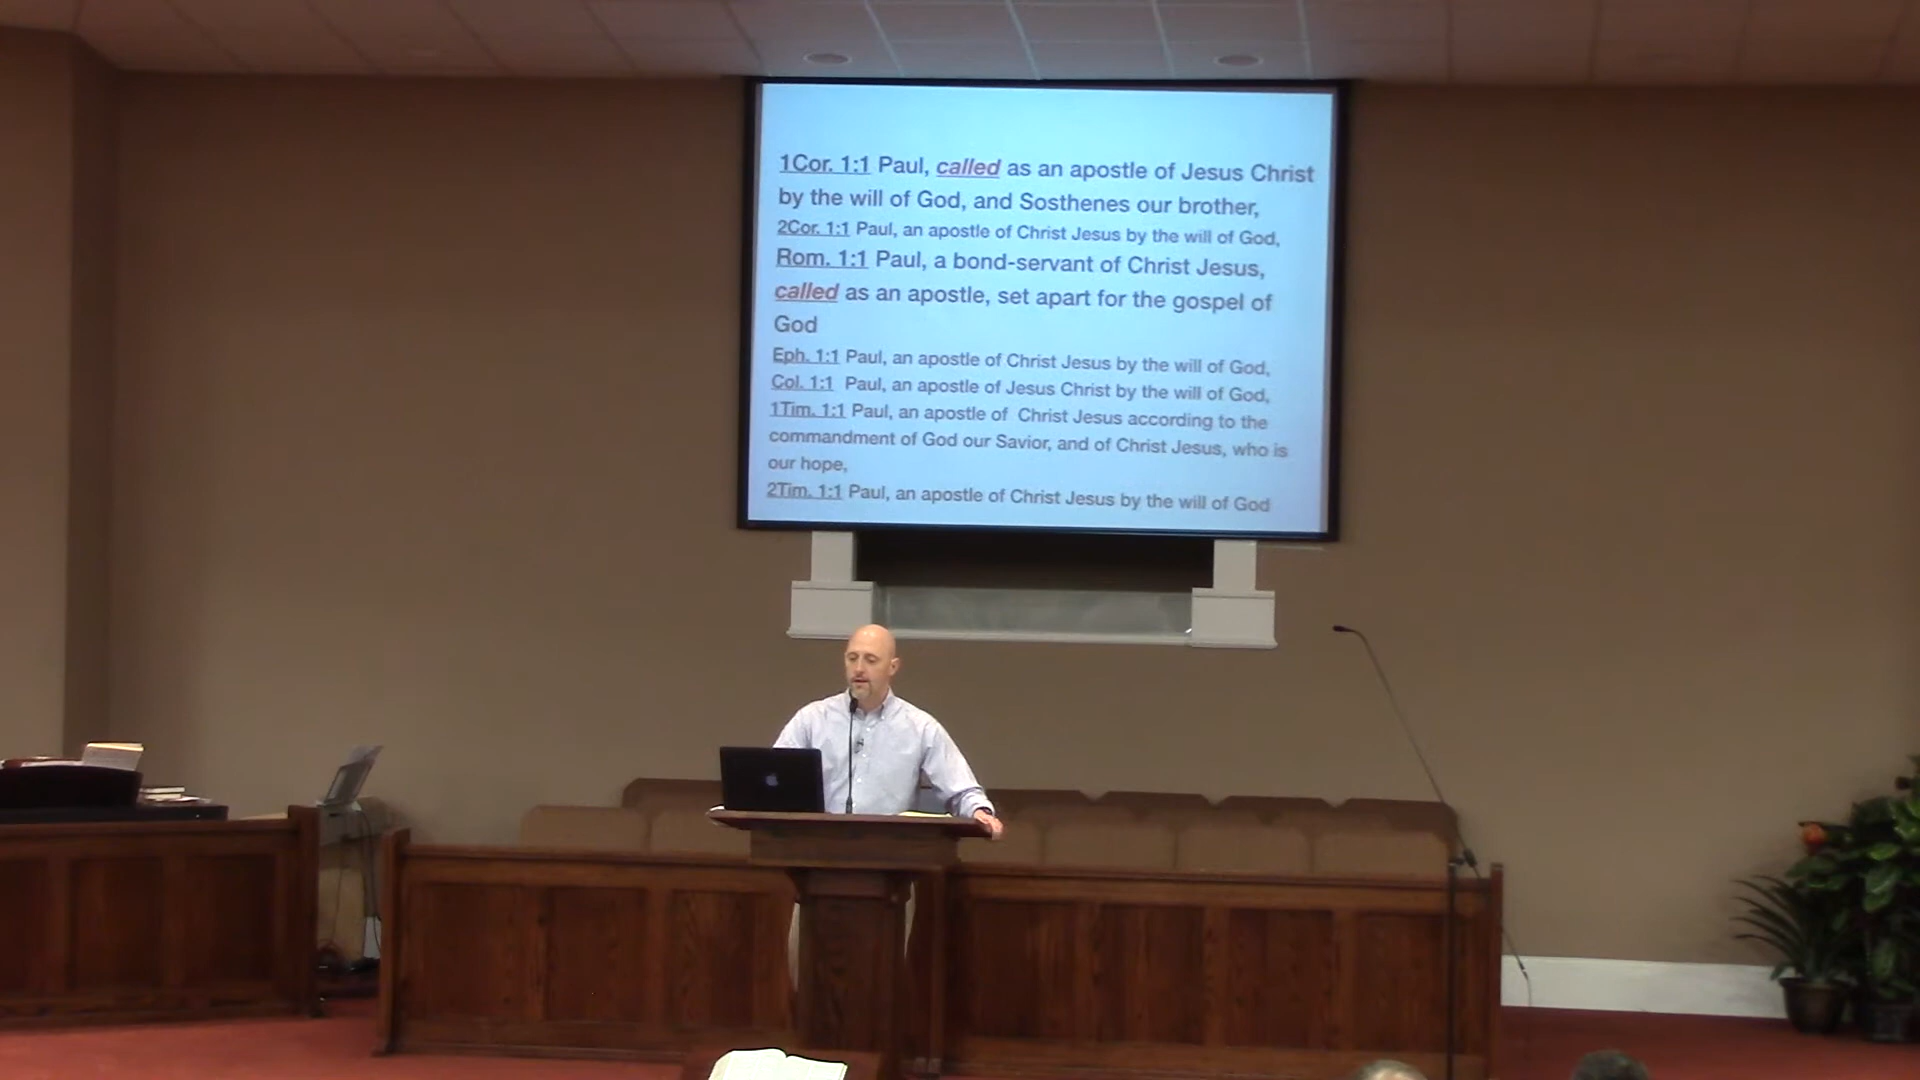 1Cor. 1:1 Paul, called as an apostle of Jesus Christ
by the will of God, and Sosthenes our brother,
2Cor. 1:1 Paul, an apostle of Christ Jesus by the will of God,
Rom. 1:1 Paul, a bond-servant of Christ Jesus,
called as an apostle, set apart for the gospel of
God
Eph. 1:1 Paul, an apostle of Christ Jesus by the will of God,
Col. 1:1 Paul, an apostle of Jesus Christ by the will of God,
1Tim. 1:1 Paul, an apostle of Christ Jesus according to the
commandment of God our Savior, and of Christ Jesus, who is
our hope,
2Tim. 1:1 Paul, an apostle of Christ Jesus by the will of God